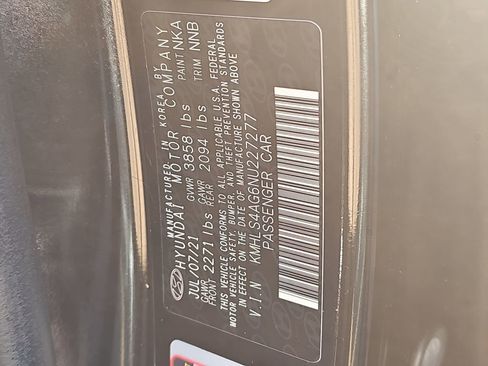 MANUFACTURED IN KOREA BY
HYUNDAI MOTOR COMPANY
JUL/07/21 GVWR 3858 lbs PAINT NKA
GAWR FRONT 2271 lbs GAWR REAR 2094 lbs TRIM NNB
THIS VEHICLE CONFORMS TO ALL APPLICABLE U.S.A. FEDERAL
MOTOR VEHICLE SAFETY, BUMPER, AND THEFT PREVENTION STANDARDS
IN EFFECT ON THE DATE OF MANUFACTURE SHOWN ABOVE
V.I.N KMHLS4AG6NU227277
PASSENGER CAR